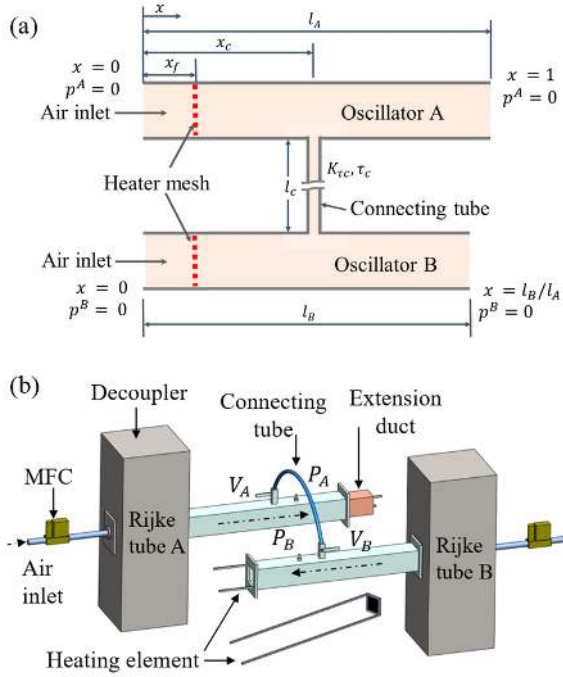 (a)
x
l_A
x_c
x_f
x = 0
p^A = 0
x = 1
p^A = 0
Air inlet
Oscillator A
Heater mesh
l_c
K_τc, τ_c
Connecting tube
Air inlet
Oscillator B
x = 0
p^B = 0
x = l_B/l_A
p^B = 0
l_B
(b)
Decoupler
Connecting
tube
Extension
duct
MFC
V_A
P_A
Rijke
tube A
P_B
V_B
Rijke
tube B
Air
inlet
Heating element